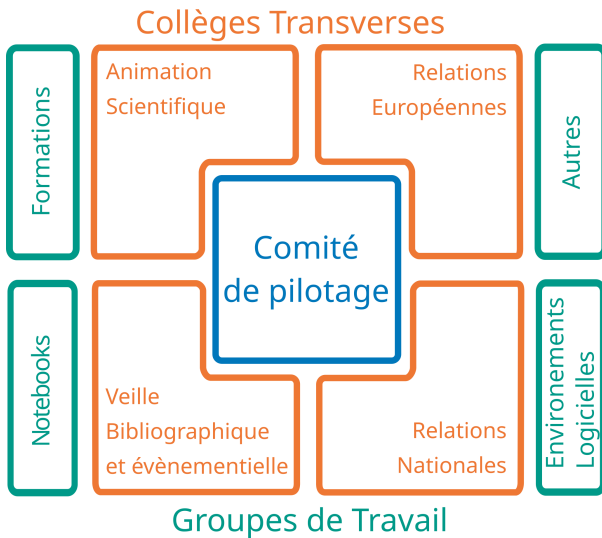 Collèges Transverses
Formations
Animation
Scientifique
Relations
Européennes
Autres
Comité
de pilotage
Notebooks
Veille
Bibliographique
et évènementielle
Relations
Nationales
Environements
Logicielles
Groupes de Travail